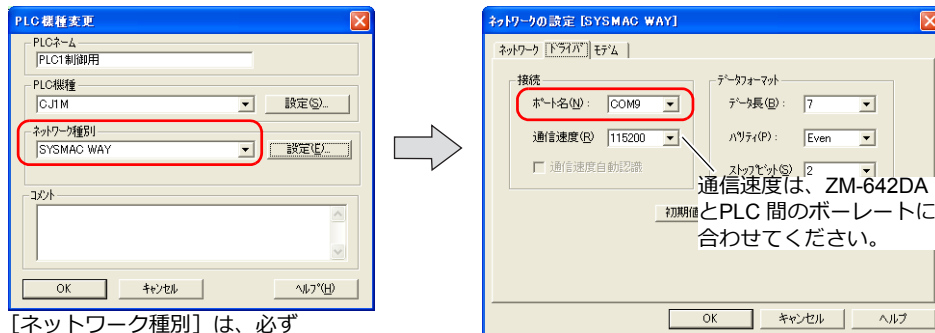 PLC機種変更
PLCネーム
PLC1制御用
PLC機種
CJ1M
設定(S)...
ネットワーク種別
SYSMAC WAY
設定(E)...
コメント
OK
キャンセル
ヘルプ(H)
[ネットワーク種別]は、必ず
ネットワークの設定 [SYSMAC WAY]
ネットワーク
ドライバ
モデム
接続
ポート名(N):
COM9
通信速度(R)
115200
通信速度自動認識
データフォーマット
データ長(B):
7
パリティ(P):
Even
ストップビット(S)
2
初期値
通信速度は、ZM-642DA
とPLC 間のボーレートに
合わせてください。
OK
キャンセル
ヘルプ